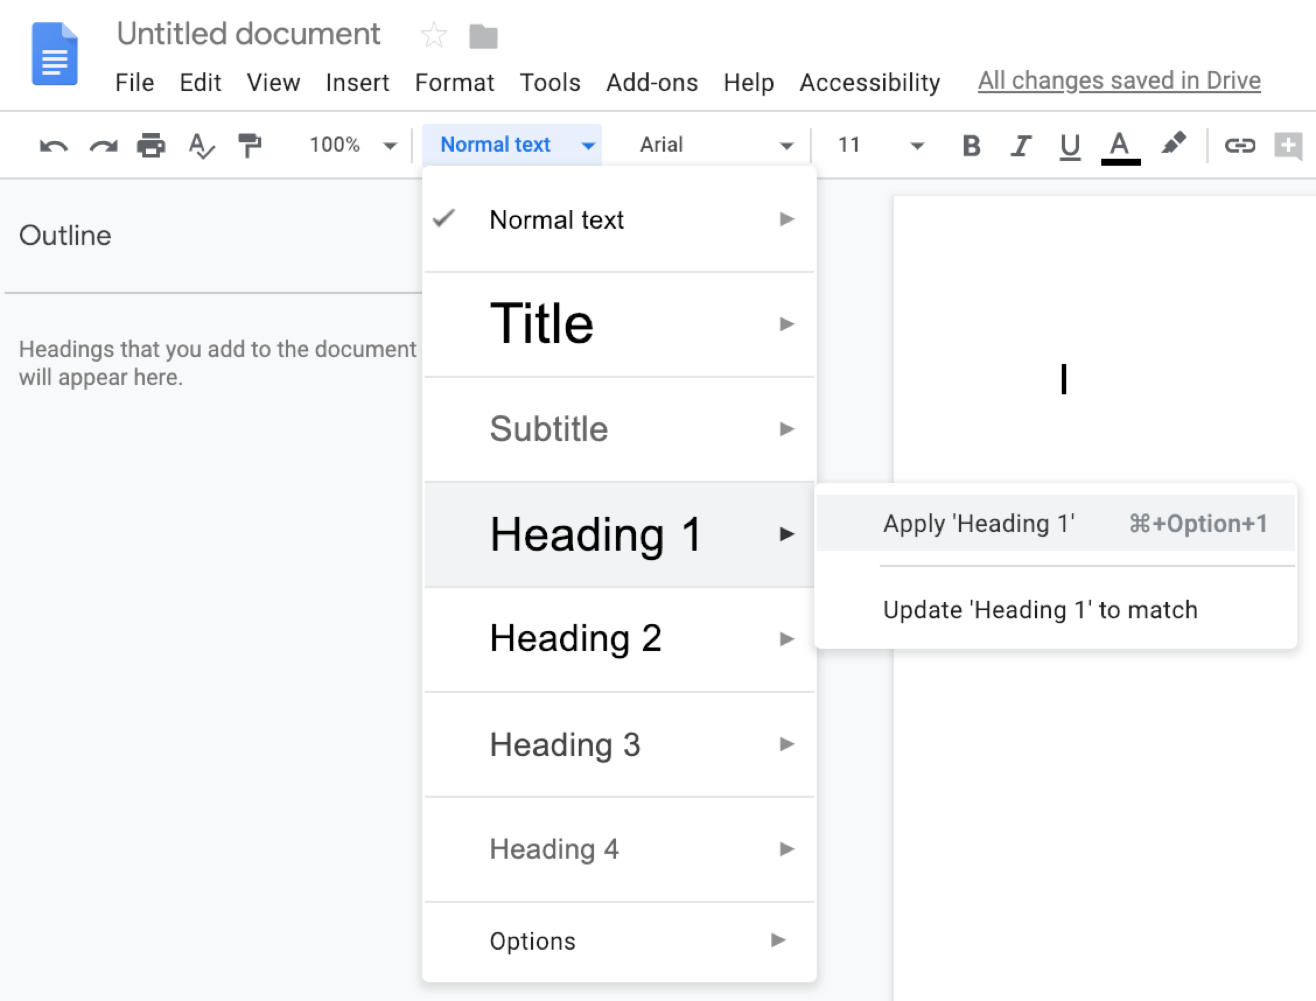 Untitled document
File Edit View Insert Format Tools Add-ons Help Accessibility All changes saved in Drive
100% Normal text Arial 11 B I U A
Outline
Headings that you add to the document
will appear here.
Normal text
Title
Subtitle
Heading 1
Apply 'Heading 1' ⌘+Option+1
Update 'Heading 1' to match
Heading 2
Heading 3
Heading 4
Options